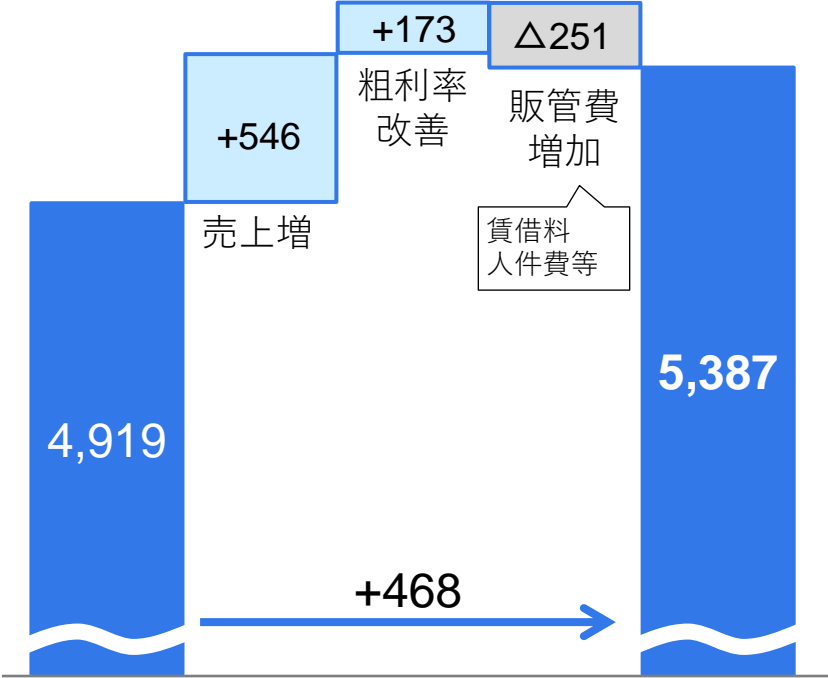 +173
△251
粗利率
改善
販管費
増加
+546
売上増
賃借料
人件費等
4,919
5,387
+468